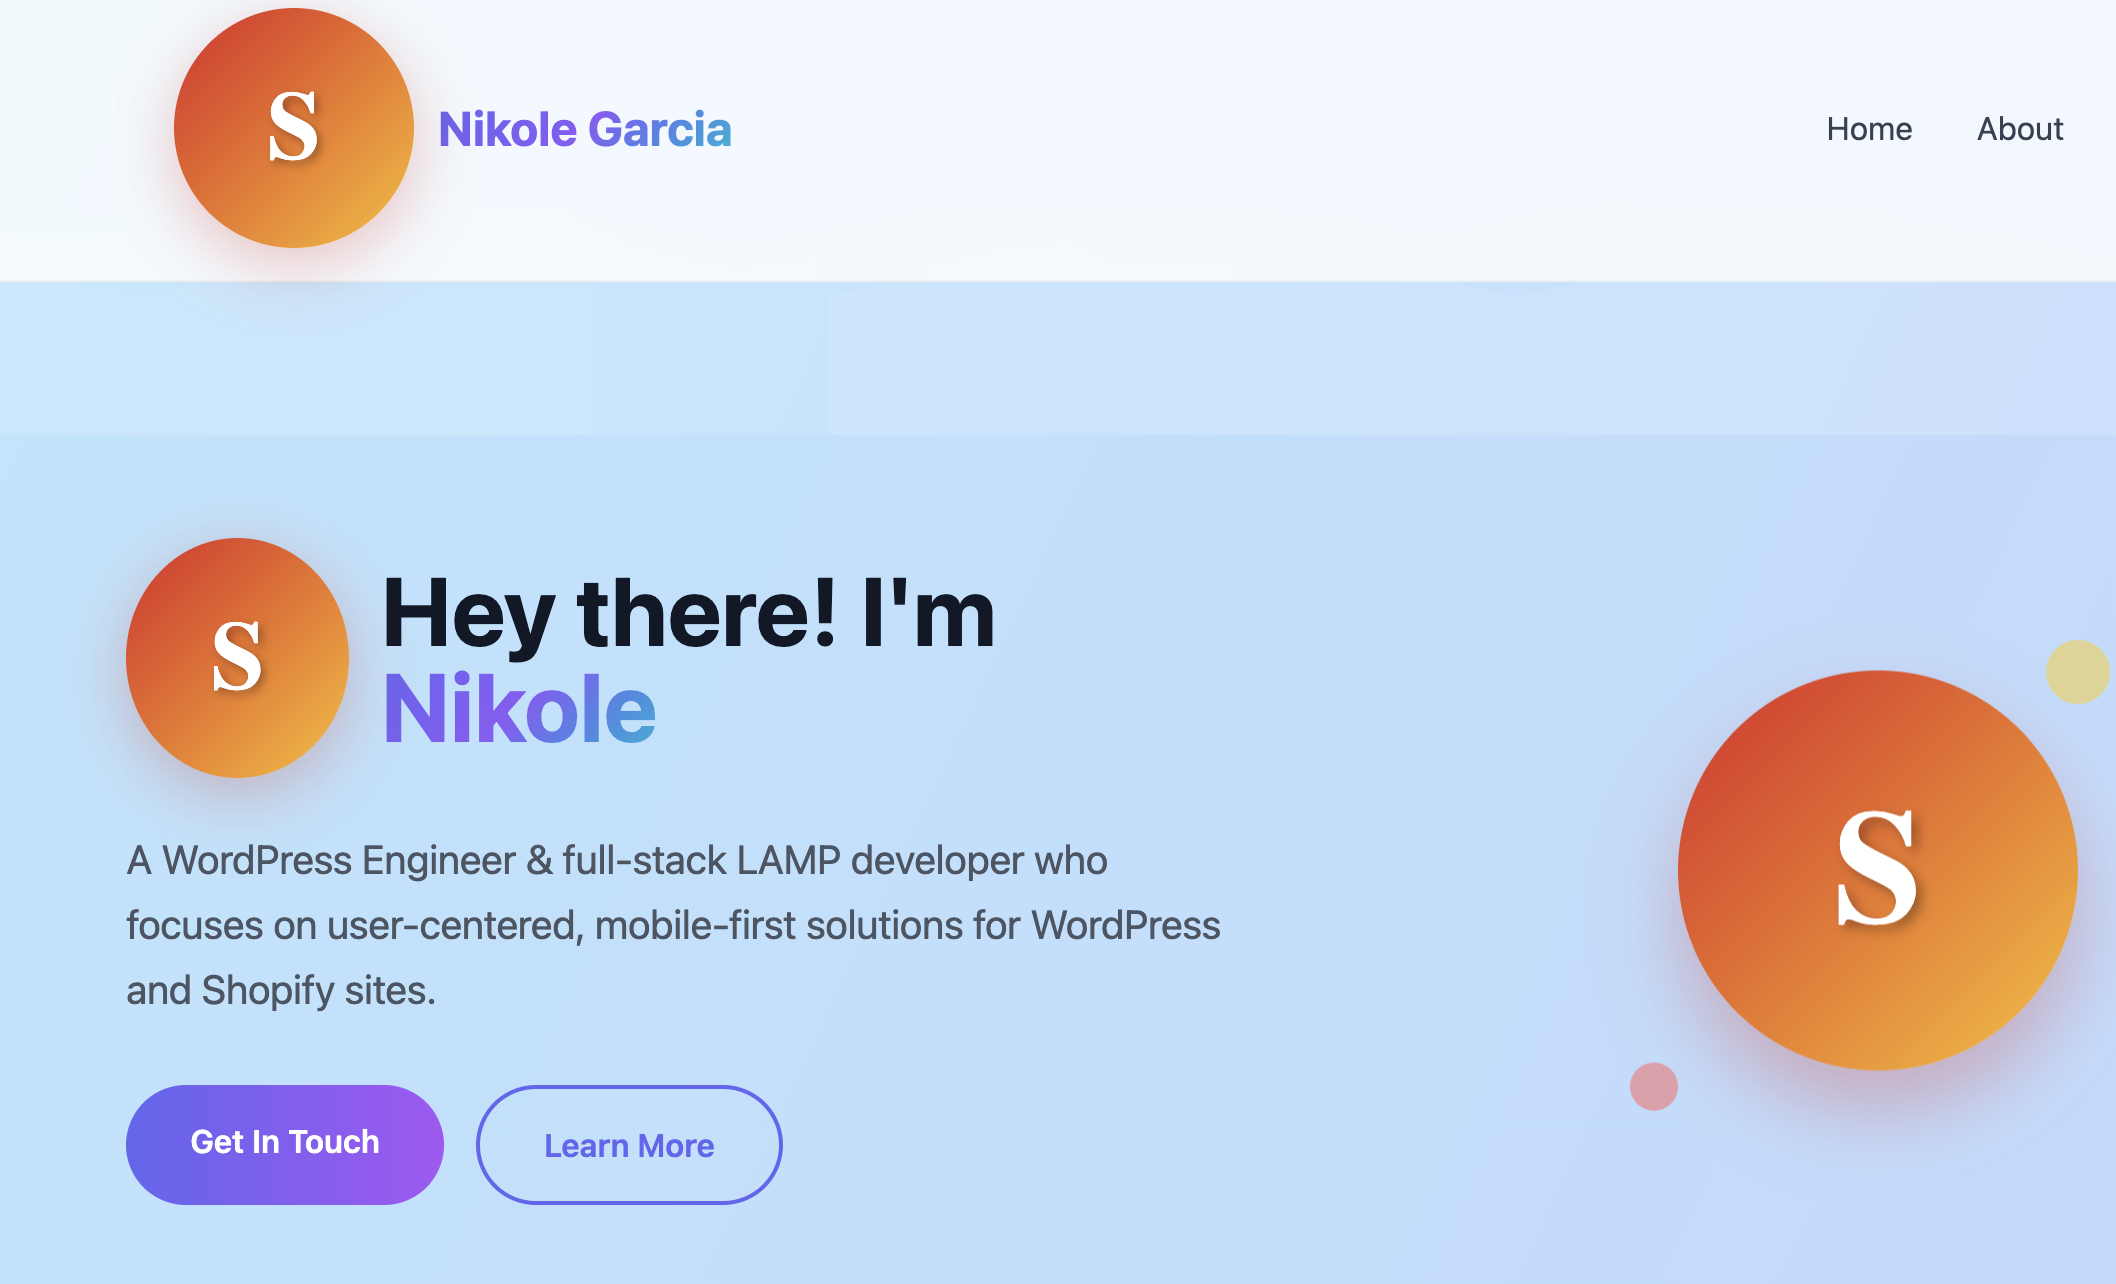 S
Nikole Garcia
Home
About
S
Hey there! I'm
Nikole
A WordPress Engineer & full-stack LAMP developer who
focuses on user-centered, mobile-first solutions for WordPress
and Shopify sites.
Get In Touch
Learn More
S